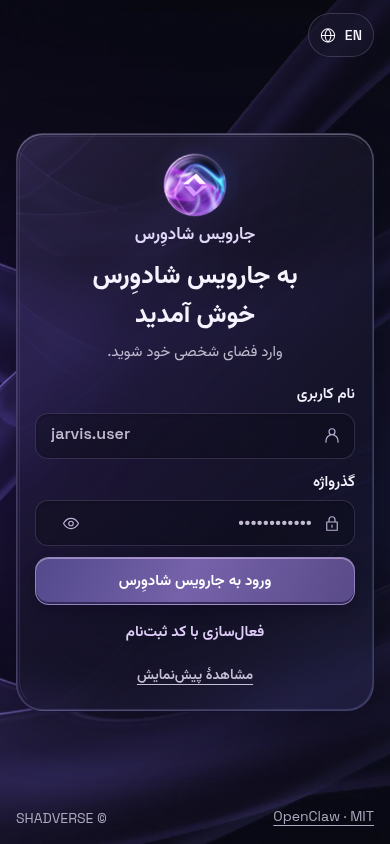 EN
جارویس شادوِرس
به جارویس شادوِرس
خوش آمدید
وارد فضای شخصی خود شوید.
نام کاربری
jarvis.user
گذرواژه
••••••••••••
ورود به جارویس شادوِرس
فعال‌سازی با کد ثبت‌نام
مشاهدهٔ پیش‌نمایش
OpenClaw · MIT
SHADVERSE ©